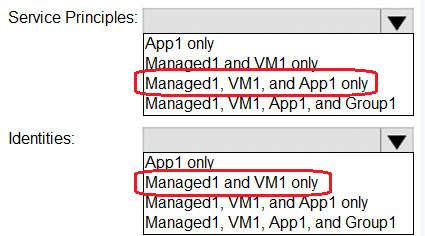 Service Principles:
App1 only
Managed1 and VM1 only
Managed1, VM1, and App1 only
Managed1, VM1, App1, and Group1
Identities:
App1 only
Managed1 and VM1 only
Managed1, VM1, and App1 only
Managed1, VM1, App1, and Group1